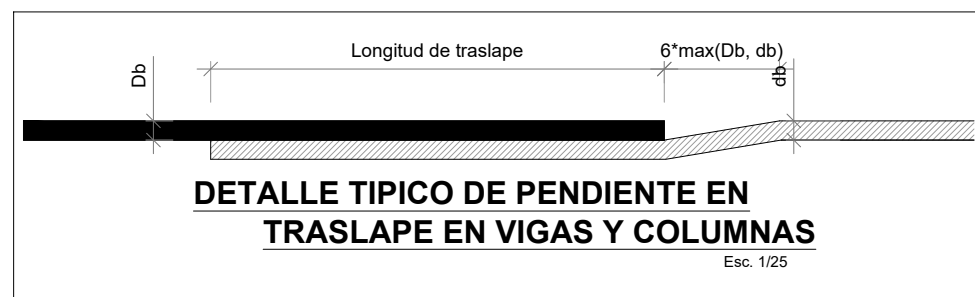 Longitud de traslape
6*max(Db, db)
Db
db
DETALLE TIPICO DE PENDIENTE EN
TRASLAPE EN VIGAS Y COLUMNAS
Esc. 1/25